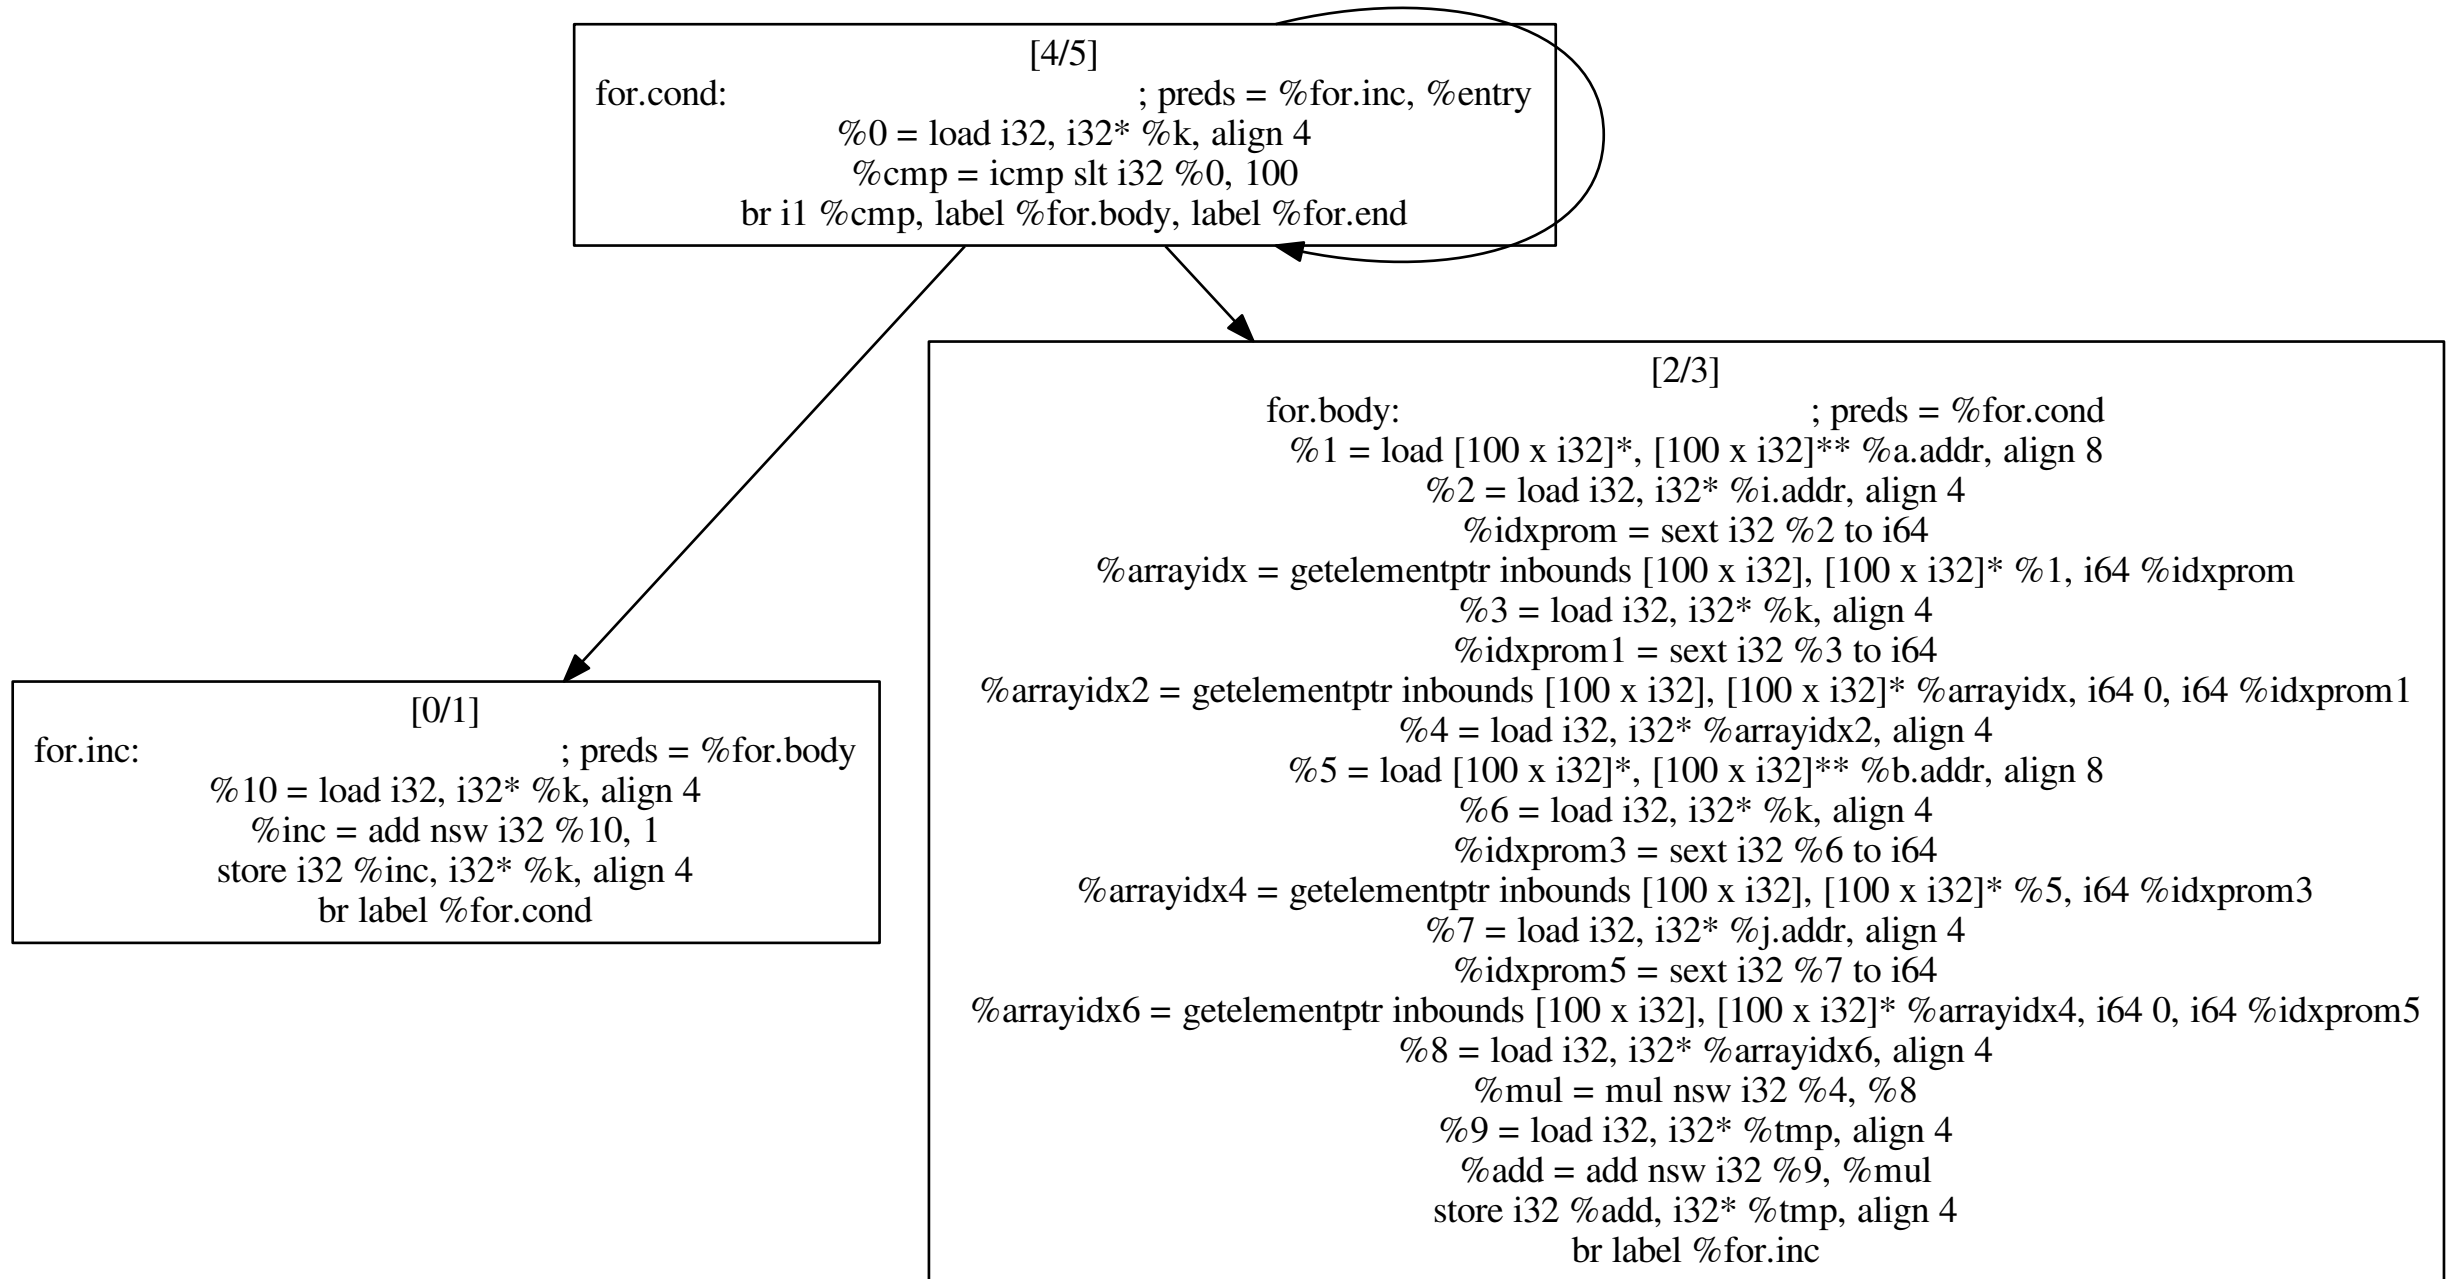 [4/5]
for.cond: ; preds = %for.inc, %entry
%0 = load i32, i32* %k, align 4
%cmp = icmp slt i32 %0, 100
br i1 %cmp, label %for.body, label %for.end
[0/1]
for.inc: ; preds = %for.body
%10 = load i32, i32* %k, align 4
%inc = add nsw i32 %10, 1
store i32 %inc, i32* %k, align 4
br label %for.cond
[2/3]
for.body: ; preds = %for.cond
%1 = load [100 x i32]*, [100 x i32]** %a.addr, align 8
%2 = load i32, i32* %i.addr, align 4
%idxprom = sext i32 %2 to i64
%arrayidx = getelementptr inbounds [100 x i32], [100 x i32]* %1, i64 %idxprom
%3 = load i32, i32* %k, align 4
%idxprom1 = sext i32 %3 to i64
%arrayidx2 = getelementptr inbounds [100 x i32], [100 x i32]* %arrayidx, i64 0, i64 %idxprom1
%4 = load i32, i32* %arrayidx2, align 4
%5 = load [100 x i32]*, [100 x i32]** %b.addr, align 8
%6 = load i32, i32* %k, align 4
%idxprom3 = sext i32 %6 to i64
%arrayidx4 = getelementptr inbounds [100 x i32], [100 x i32]* %5, i64 %idxprom3
%7 = load i32, i32* %j.addr, align 4
%idxprom5 = sext i32 %7 to i64
%arrayidx6 = getelementptr inbounds [100 x i32], [100 x i32]* %arrayidx4, i64 0, i64 %idxprom5
%8 = load i32, i32* %arrayidx6, align 4
%mul = mul nsw i32 %4, %8
%9 = load i32, i32* %tmp, align 4
%add = add nsw i32 %9, %mul
store i32 %add, i32* %tmp, align 4
br label %for.inc